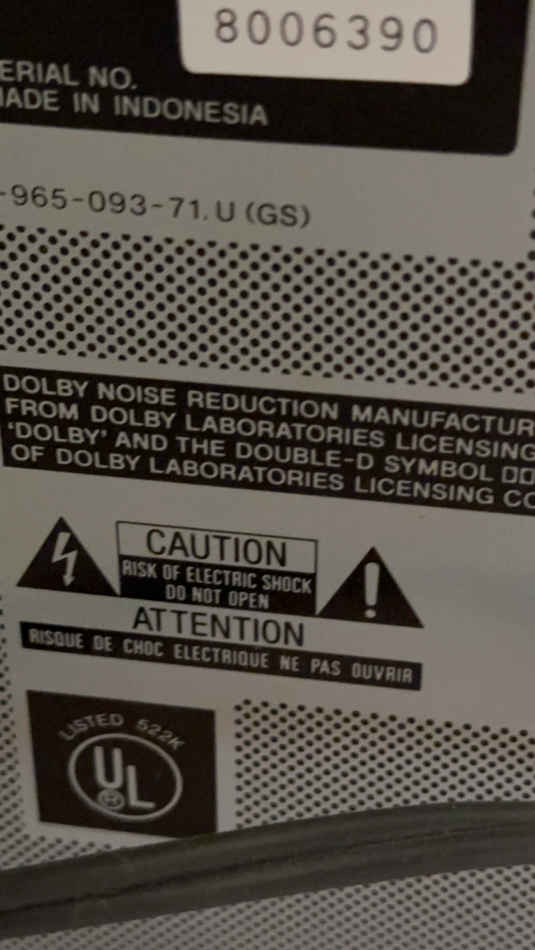 8006390
ERIAL NO.
MADE IN INDONESIA
-965-093-71.U (GS)
DOLBY NOISE REDUCTION MANUFACTUR
FROM DOLBY LABORATORIES LICENSING
'DOLBY' AND THE DOUBLE-D SYMBOL
OF DOLBY LABORATORIES LICENSING CO
CAUTION
RISK OF ELECTRIC SHOCK
DO NOT OPEN
ATTENTION
RISQUE DE CHOC ELECTRIQUE NE PAS OUVRIR
LISTED 522K
UL
®